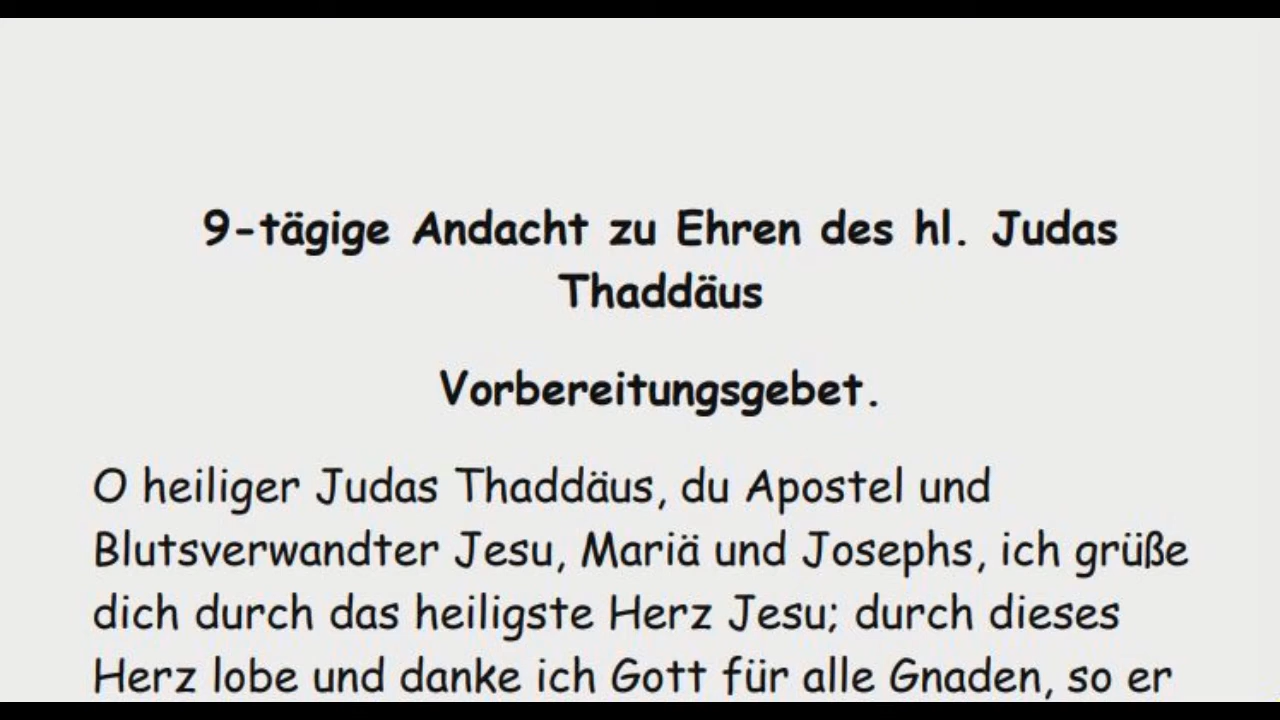 9-tägige Andacht zu Ehren des hl. Judas
Thaddäus
Vorbereitungsgebet.
O heiliger Judas Thaddäus, du Apostel und
Blutsverwandter Jesu, Mariä und Josephs, ich grüße
dich durch das heiligste Herz Jesu; durch dieses
Herz lobe und danke ich Gott für alle Gnaden, so er